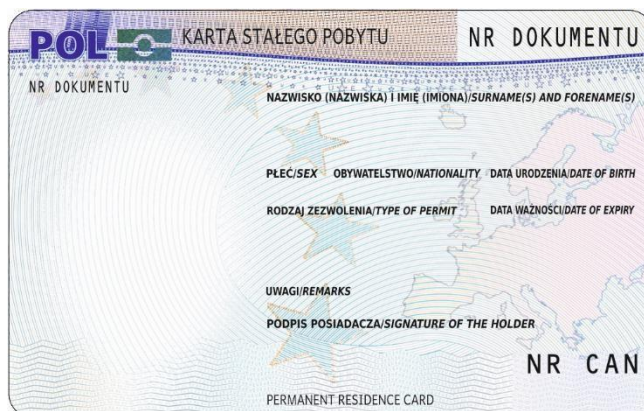 POL KARTA STAŁEGO POBYTU NR DOKUMENTU
NR DOKUMENTU
NAZWISKO (NAZWISKA) I IMIĘ (IMIONA)/SURNAME(S) AND FORENAME(S)
PŁEĆ/SEX OBYWATELSTWO/NATIONALITY DATA URODZENIA/DATE OF BIRTH
RODZAJ ZEZWOLENIA/TYPE OF PERMIT DATA WAŻNOŚCI/DATE OF EXPIRY
UWAGI/REMARKS
PODPIS POSIADACZA/SIGNATURE OF THE HOLDER
NR CAN
PERMANENT RESIDENCE CARD